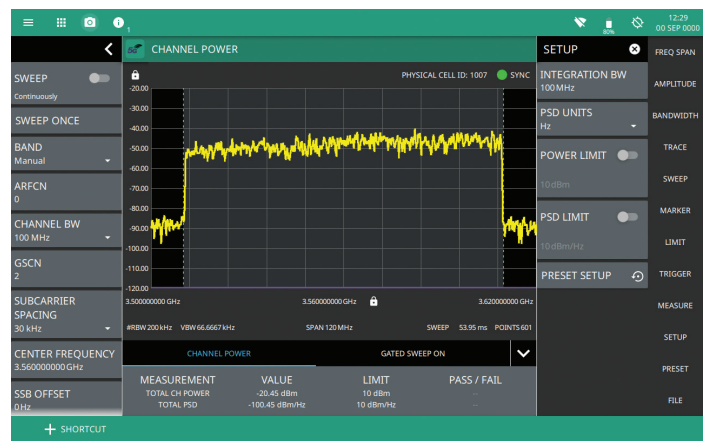 1
80%
12:29
00 SEP 0000
SWEEP
Continuously
SWEEP ONCE
BAND
Manual
ARFCN
0
CHANNEL BW
100 MHz
GSCN
2
SUBCARRIER
SPACING
30 kHz
CENTER FREQUENCY
3.560000000 GHz
SSB OFFSET
0 Hz
+ SHORTCUT
5G
CHANNEL POWER
PHYSICAL CELL ID: 1007
SYNC
-20.00
-30.00
-40.00
-50.00
-60.00
-70.00
-80.00
-90.00
-100.00
-110.00
-120.00
3.500000000 GHz
3.560000000 GHz
3.620000000 GHz
#RBW 200 kHz VBW 66.6667 kHz SPAN 120 MHz SWEEP 53.95 ms POINTS 601
CHANNEL POWER
GATED SWEEP ON
MEASUREMENT VALUE LIMIT PASS / FAIL
TOTAL CH POWER -20.45 dBm 10 dBm --
TOTAL PSD -100.45 dBm/Hz 10 dBm/Hz --
SETUP
INTEGRATION BW
100 MHz
PSD UNITS
Hz
POWER LIMIT
10 dBm
PSD LIMIT
10 dBm/Hz
PRESET SETUP
FREQ SPAN
AMPLITUDE
BANDWIDTH
TRACE
SWEEP
MARKER
LIMIT
TRIGGER
MEASURE
SETUP
PRESET
FILE